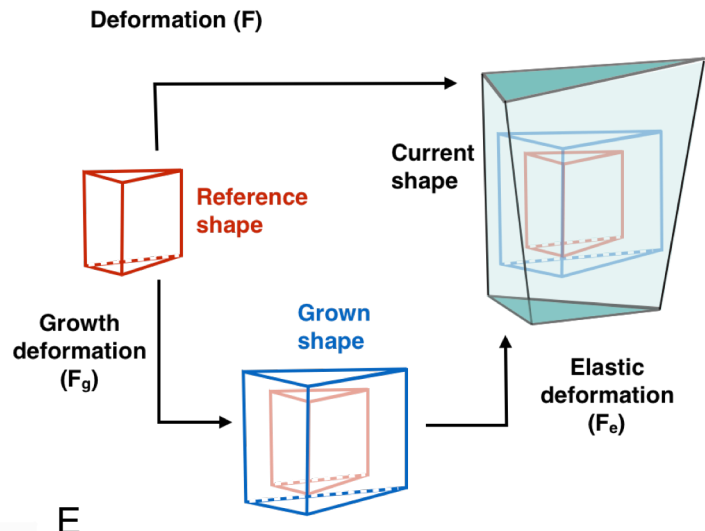 Deformation (F)
Current
shape
Reference
shape
Growth
deformation
(Fg)
Grown
shape
Elastic
deformation
(Fe)
E